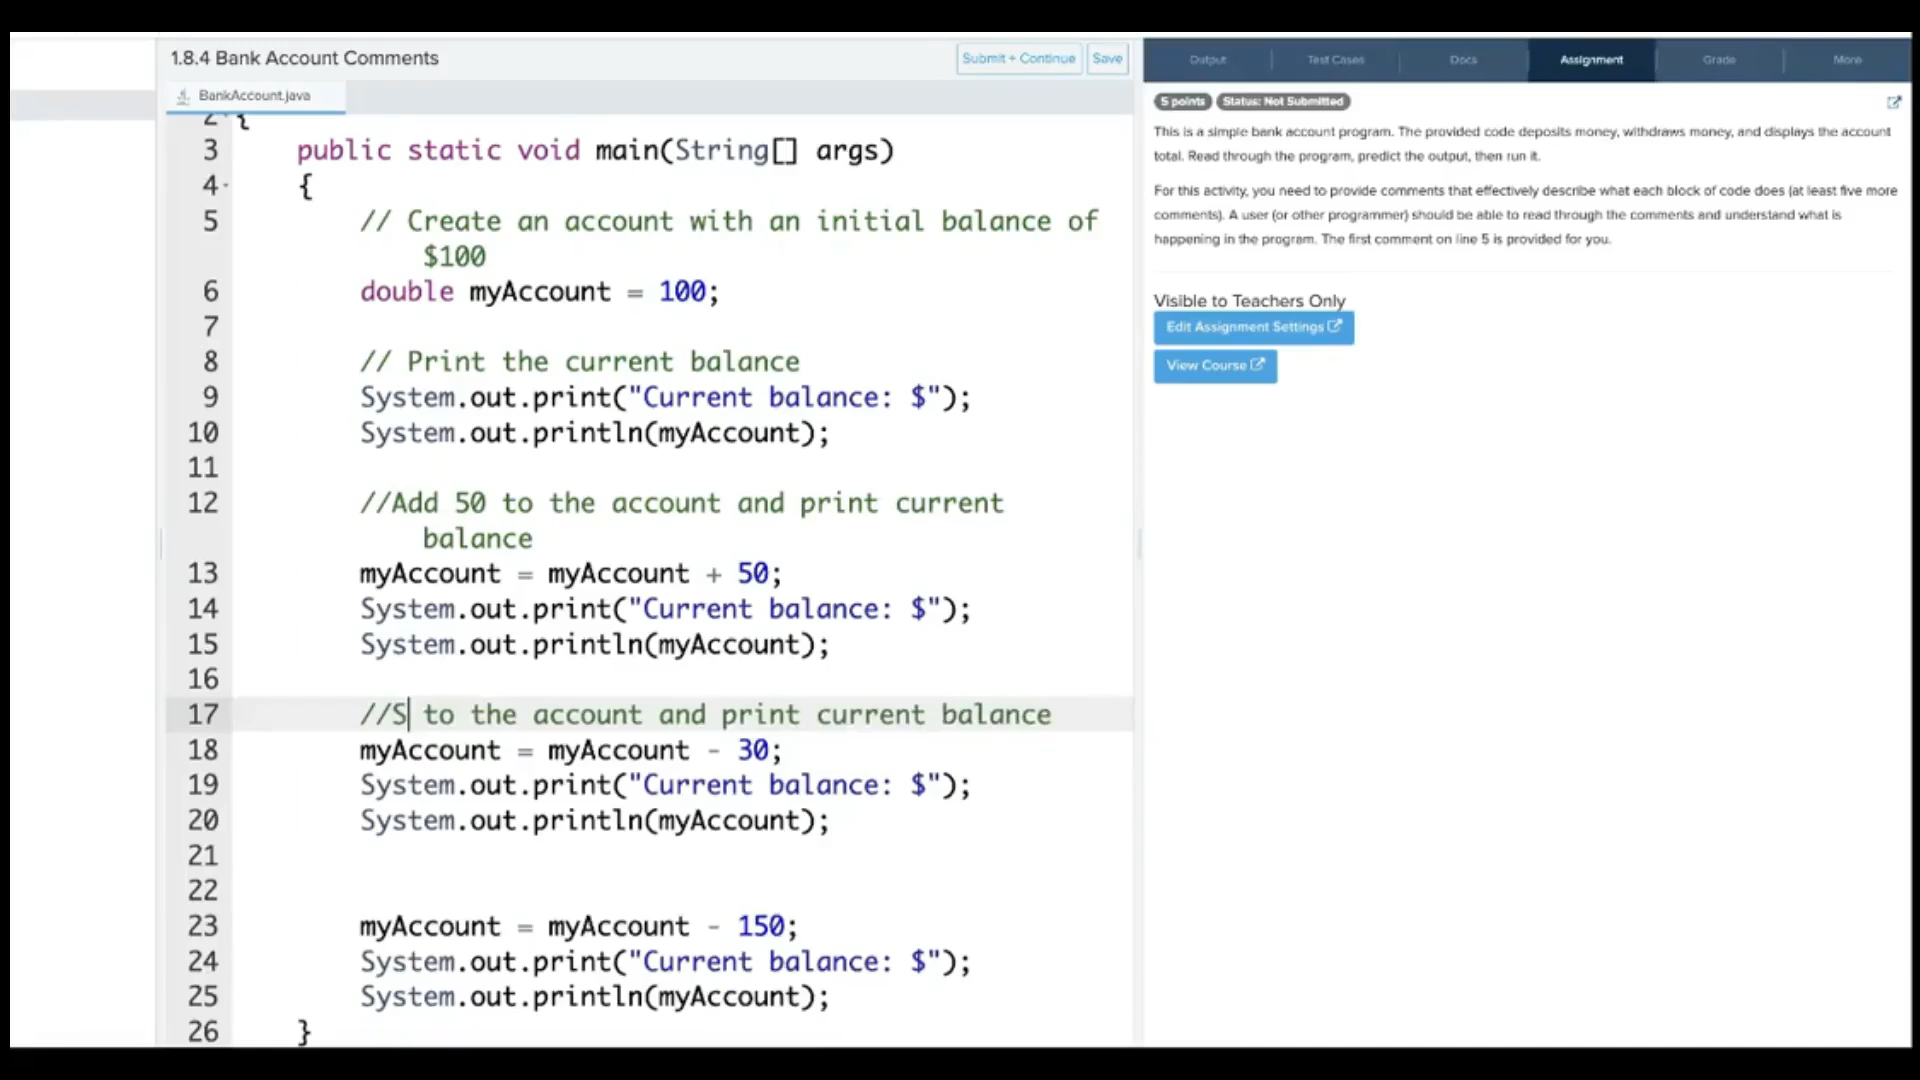 1.8.4 Bank Account Comments
Submit + Continue
Save
BankAccount.java
2 {
3 public static void main(String[] args)
4 {
5 // Create an account with an initial balance of
$100
6 double myAccount = 100;
7
8 // Print the current balance
9 System.out.print("Current balance: $");
10 System.out.println(myAccount);
11
12 //Add 50 to the account and print current
balance
13 myAccount = myAccount + 50;
14 System.out.print("Current balance: $");
15 System.out.println(myAccount);
16
17 //S to the account and print current balance
18 myAccount = myAccount - 30;
19 System.out.print("Current balance: $");
20 System.out.println(myAccount);
21
22
23 myAccount = myAccount - 150;
24 System.out.print("Current balance: $");
25 System.out.println(myAccount);
26 }
Output
Test Cases
Docs
Assignment
Grade
More
5 points
Status: Not Submitted
This is a simple bank account program. The provided code deposits money, withdraws money, and displays the account
total. Read through the program, predict the output, then run it.
For this activity, you need to provide comments that effectively describe what each block of code does (at least five more
comments). A user (or other programmer) should be able to read through the comments and understand what is
happening in the program. The first comment on line 5 is provided for you.
Visible to Teachers Only
Edit Assignment Settings
View Course